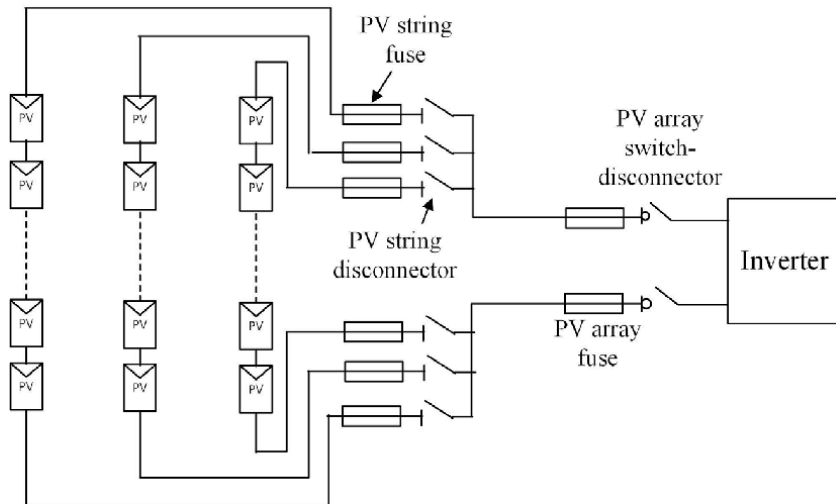 PV string
fuse
PV array
switch-
disconnector
PV PV PV
PV PV PV
PV string
disconnector
Inverter
PV PV PV
PV array
fuse
PV PV PV